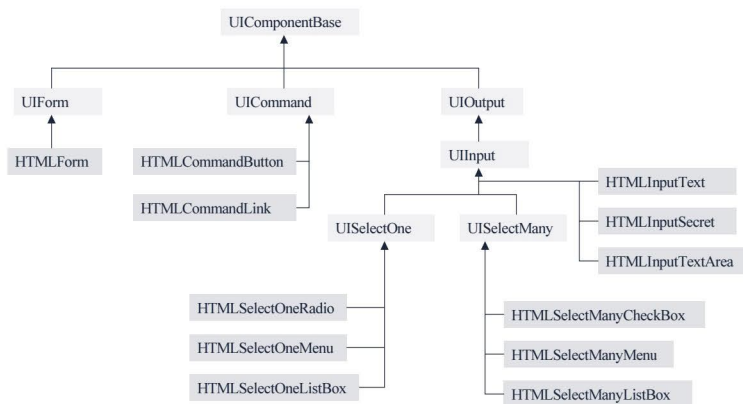 UIComponentBase
UIForm
UICommand
UIOutput
HTMLForm
HTMLCommandButton
UIInput
HTMLInputText
HTMLCommandLink
HTMLInputSecret
UISelectOne
UISelectMany
HTMLInputTextArea
HTMLSelectOneRadio
HTMLSelectManyCheckBox
HTMLSelectOneMenu
HTMLSelectManyMenu
HTMLSelectOneListBox
HTMLSelectManyListBox